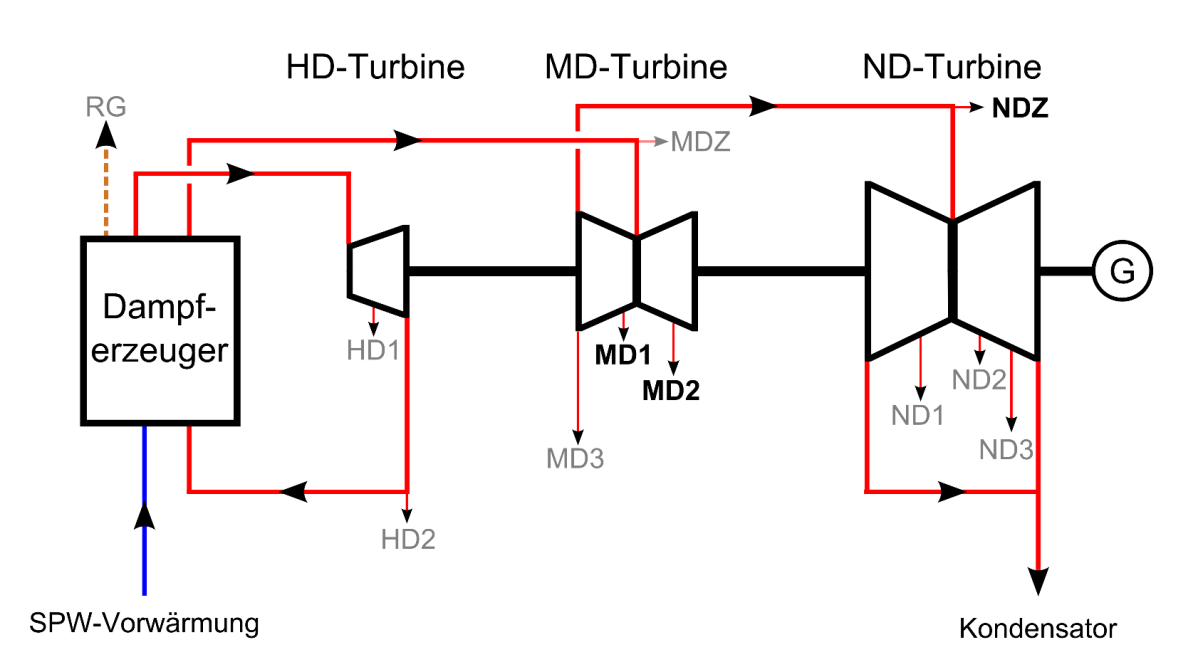 HD-Turbine
MD-Turbine
ND-Turbine
RG
NDZ
MDZ
G
Dampf-
erzeuger
HD1
MD1
MD2
ND2
ND1
ND3
MD3
HD2
SPW-Vorwärmung
Kondensator